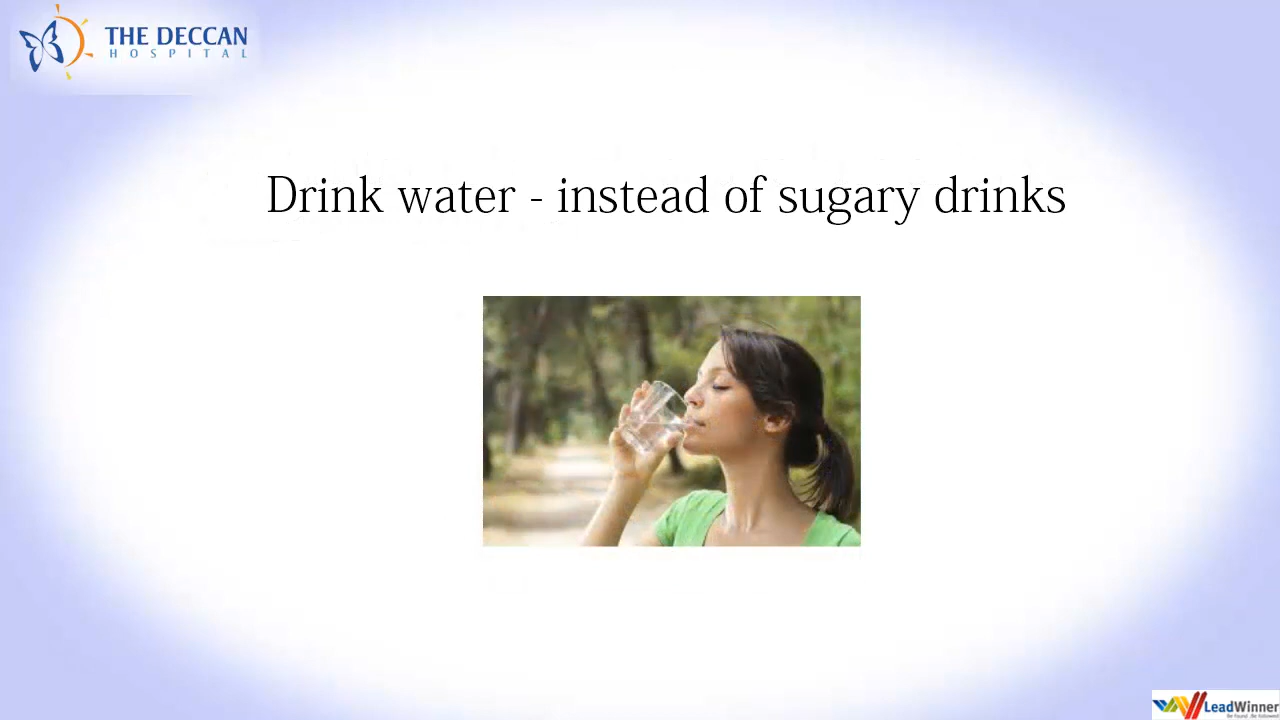 THE DECCAN
HOSPITAL
Drink water - instead of sugary drinks
LeadWinner